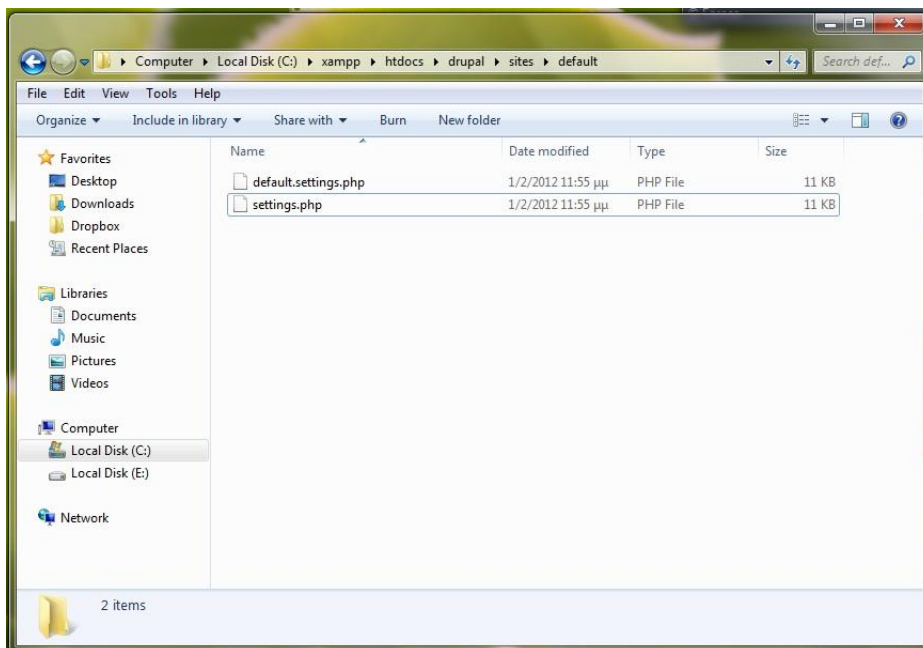 Computer ▸ Local Disk (C:) ▸ xampp ▸ htdocs ▸ drupal ▸ sites ▸ default
Search def...
File Edit View Tools Help
Organize Include in library Share with Burn New folder
Name Date modified Type Size
Favorites
Desktop
Downloads
Dropbox
Recent Places
Libraries
Documents
Music
Pictures
Videos
Computer
Local Disk (C:)
Local Disk (E:)
Network
default.settings.php 1/2/2012 11:55 μμ PHP File 11 KB
settings.php 1/2/2012 11:55 μμ PHP File 11 KB
2 items